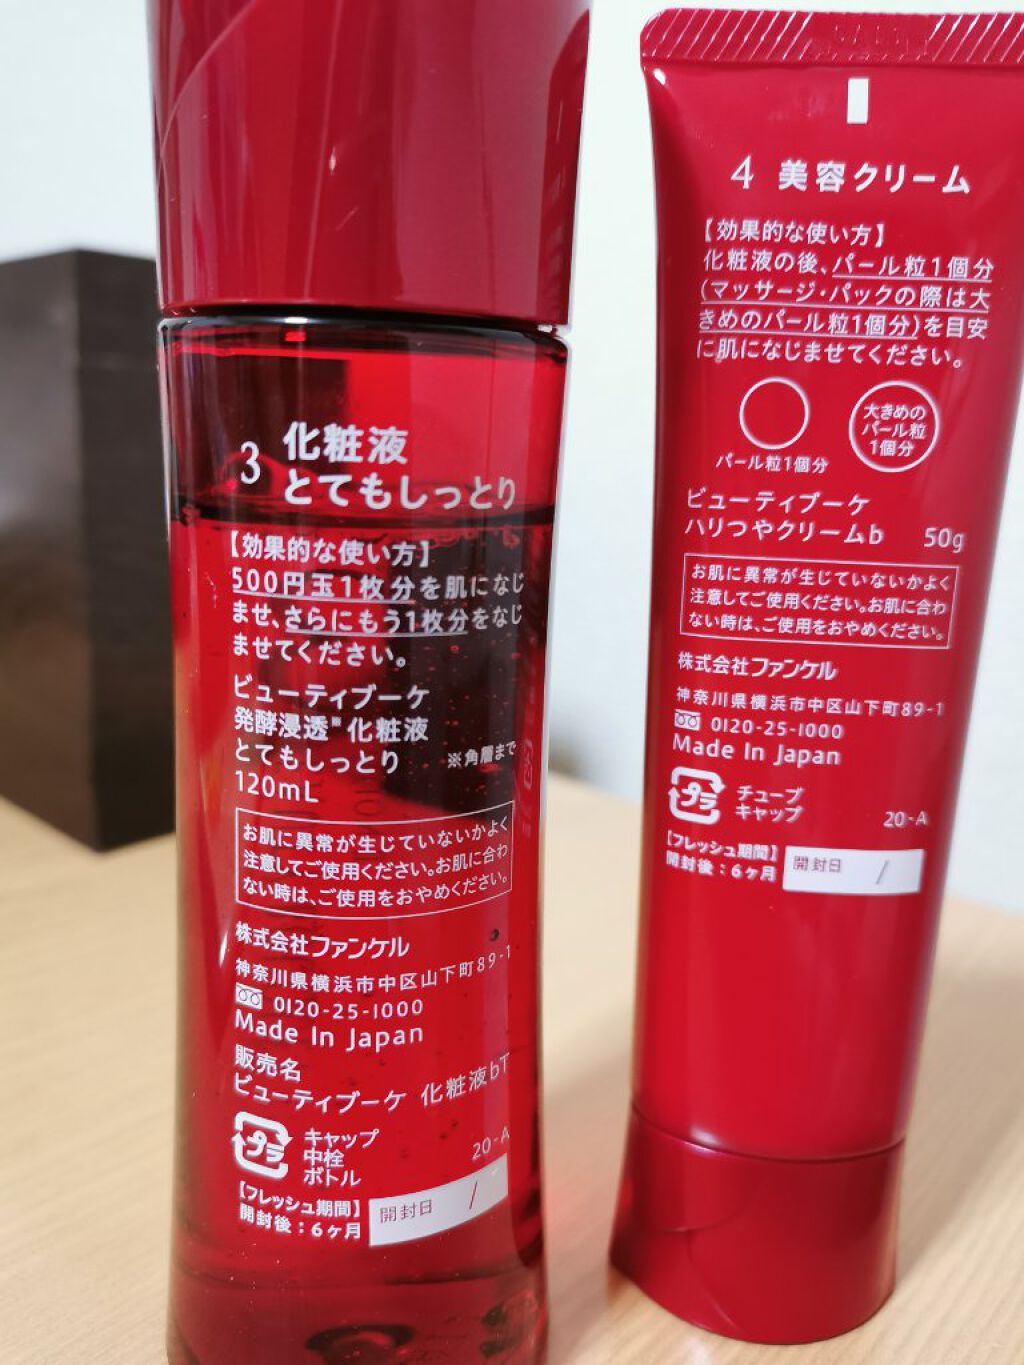 3 化粧液
とてもしっとり
【効果的な使い方】
500円玉1枚分を肌になじ
ませ、さらにもう1枚分をなじ
ませてください。
ビューティブーケ
発酵浸透※化粧液
とてもしっとり ※角層まで
120mL
お肌に異常が生じていないかよく
注意してご使用ください。お肌に合わ
ない時は、ご使用をおやめください。
株式会社ファンケル
神奈川県横浜市中区山下町89-1
0120-25-1000
Made In Japan
販売名
ビューティブーケ 化粧液bT
プラ
キャップ
中栓
ボトル
20-A
【フレッシュ期間】
開封後：6ヶ月
開封日 /
4 美容クリーム
【効果的な使い方】
化粧液の後、パール粒1個分
(マッサージ・パックの際は大
きめのパール粒1個分)を目安
に肌になじませてください。
パール粒1個分
大きめの
パール粒
1個分
ビューティブーケ
ハリつやクリームb 50g
お肌に異常が生じていないかよく
注意してご使用ください。お肌に合わ
ない時は、ご使用をおやめください。
株式会社ファンケル
神奈川県横浜市中区山下町89-1
0120-25-1000
Made In Japan
プラ
チューブ
キャップ
20-A
【フレッシュ期間】
開封後：6ヶ月
開封日 /